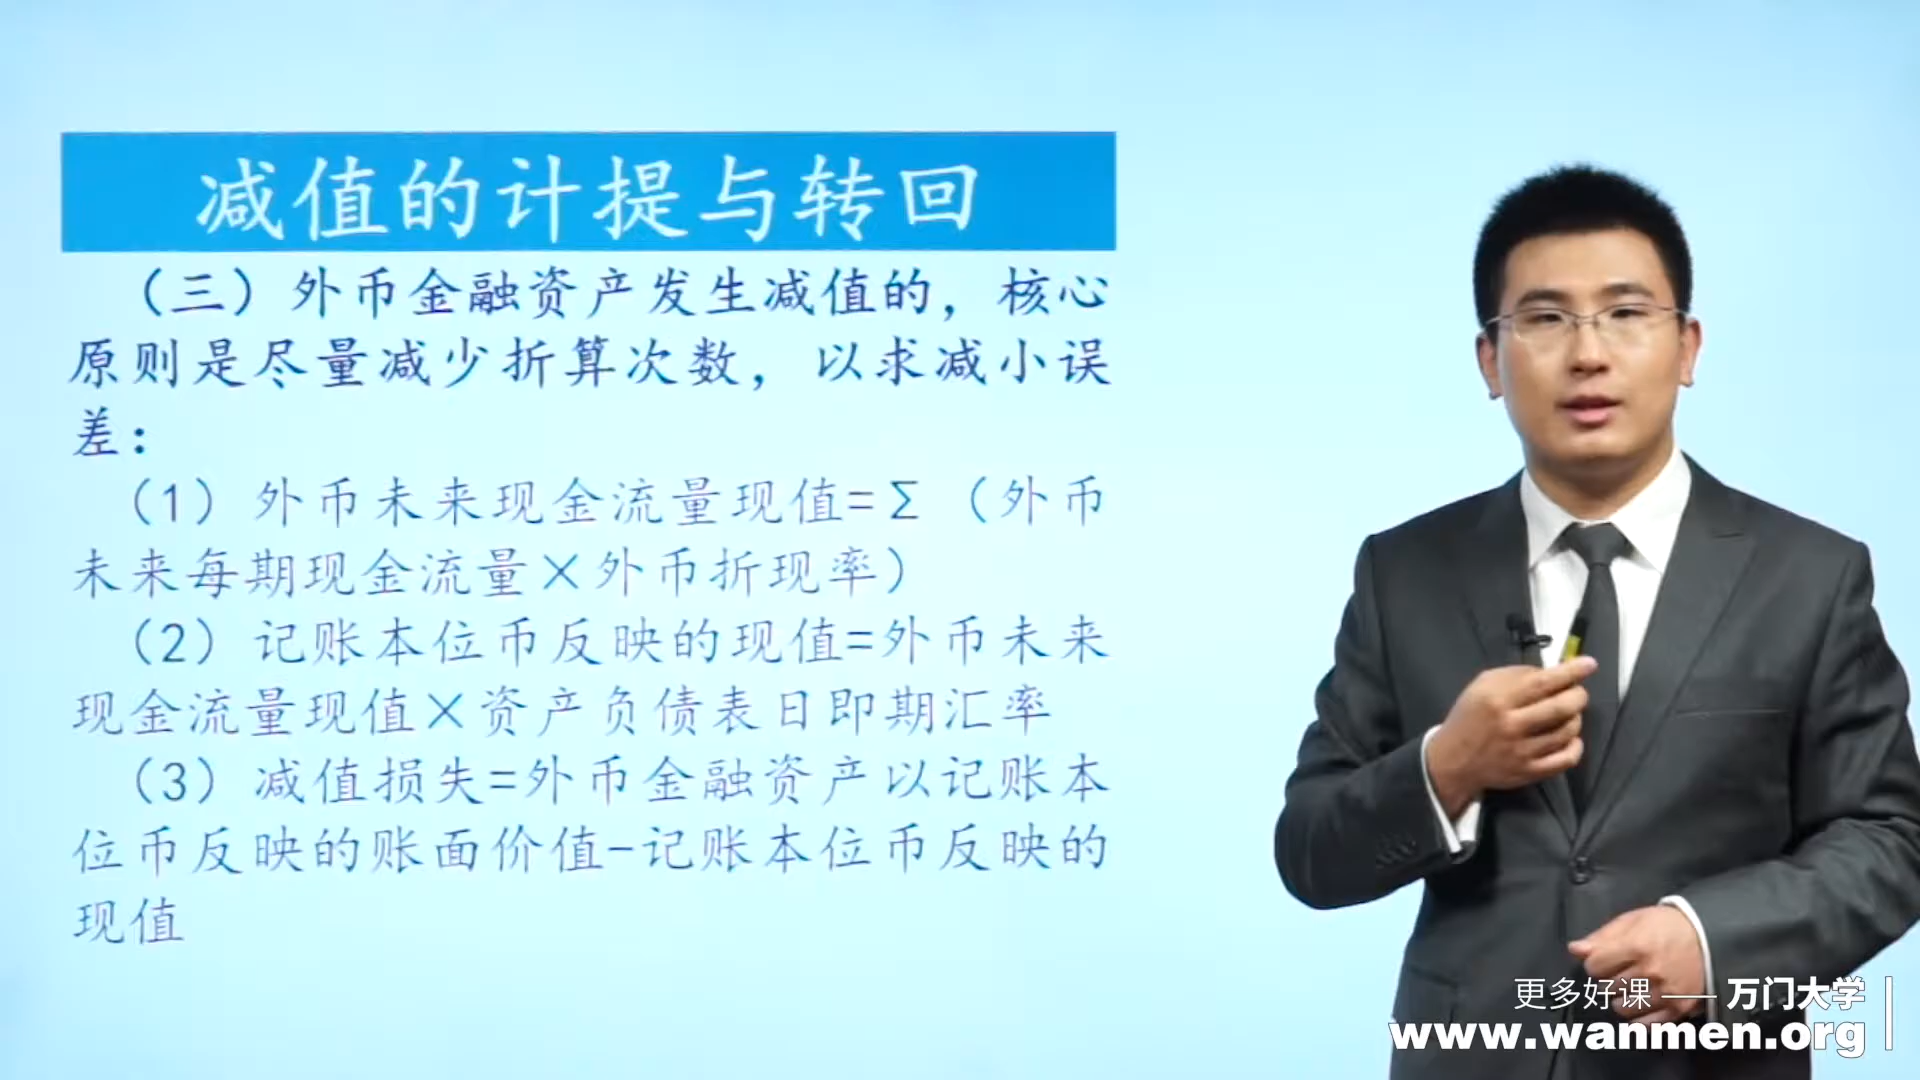 减值的计提与转回
（三）外币金融资产发生减值的，核心
原则是尽量减少折算次数，以求减小误
差：
（1）外币未来现金流量现值=Σ（外币
未来每期现金流量×外币折现率）
（2）记账本位币反映的现值=外币未来
现金流量现值×资产负债表日即期汇率
（3）减值损失=外币金融资产以记账本
位币反映的账面价值-记账本位币反映的
现值
更多好课 —— 万门大学
www.wanmen.org